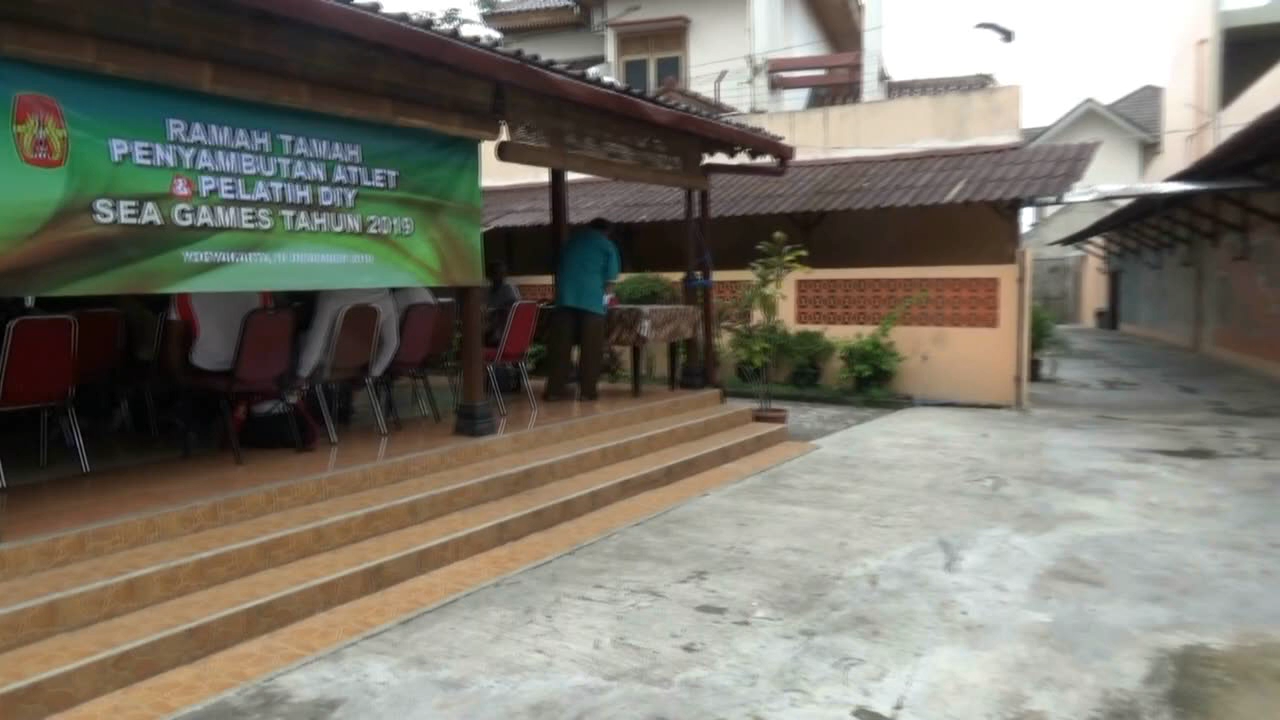 RAMAH TAMAH
PENYAMBUTAN ATLET
& PELATIH DIY
SEA GAMES TAHUN 2019